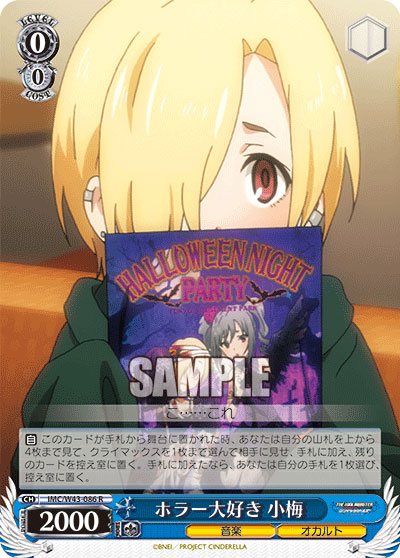 LEVEL
0
0
COST
HALLOWEEN NIGHT
PARTY
SAMPLE
こ……これ
このカードが手札から舞台に置かれた時、あなたは自分の山札を上から
4枚まで見て、クライマックスを1枚まで選んで相手に見せ、手札に加え、残り
のカードを控え室に置く。手札に加えたなら、あなたは自分の手札を1枚選び、
控え室に置く。
CH
IMC/W43-086 R
2000
ホラー大好き 小梅
音楽
オカルト
©BNEI / PROJECT CINDERELLA